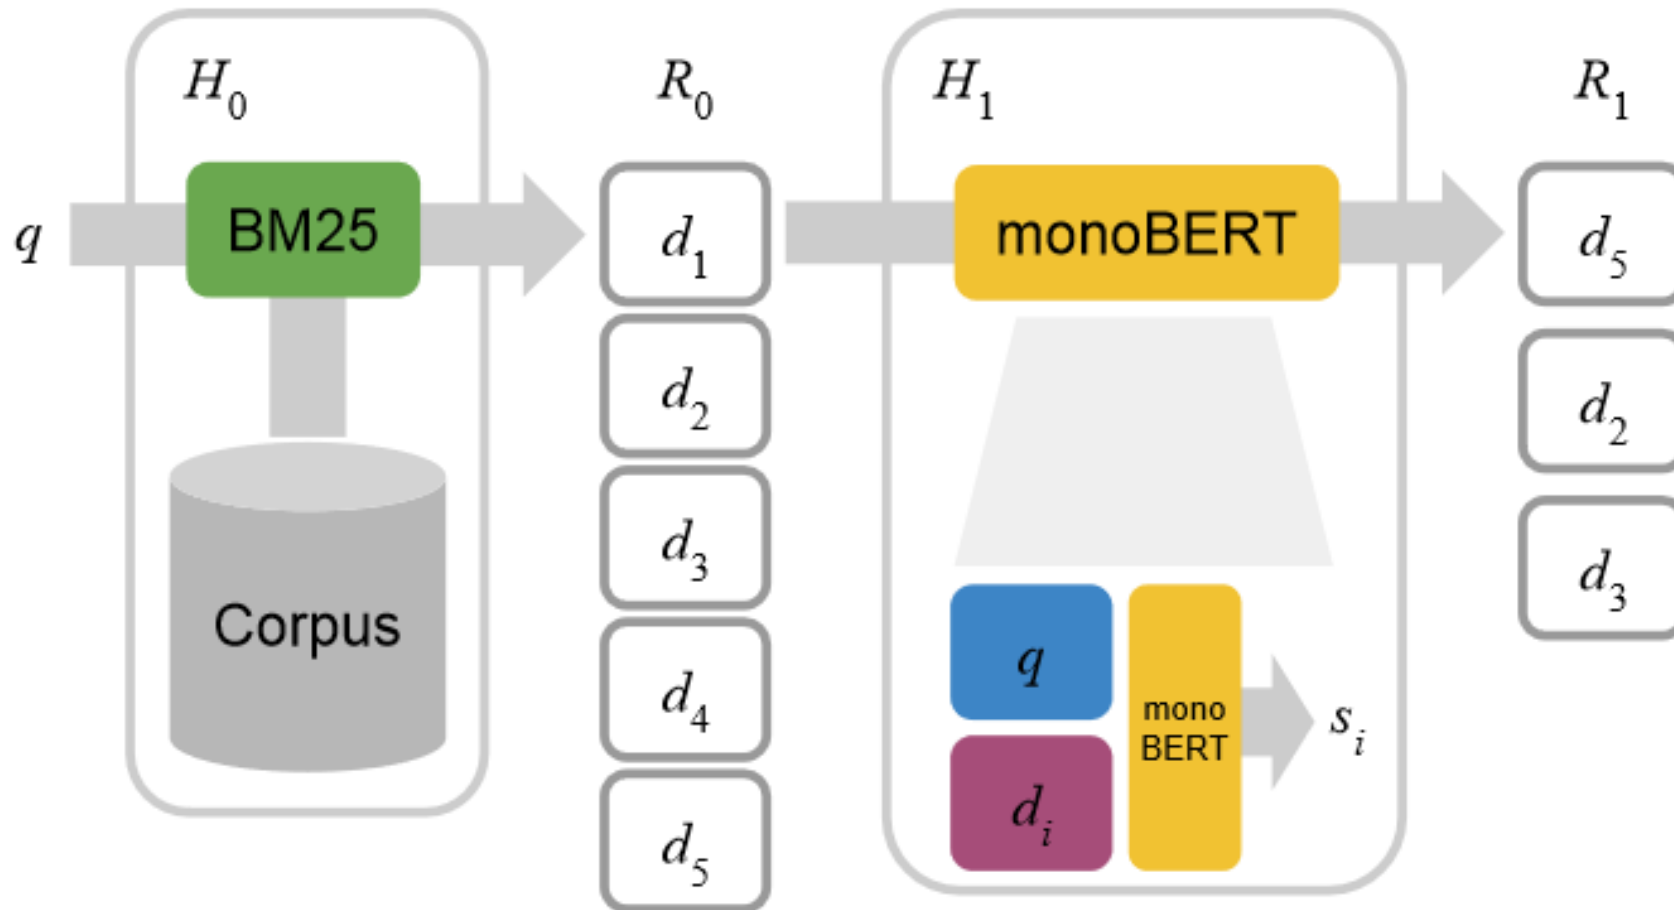 H₀
R₀
H₁
R₁
q
BM25
d₁
monoBERT
d₅
d₂
d₂
d₃
d₃
Corpus
d₄
q
mono
BERT
sᵢ
dᵢ
d₅